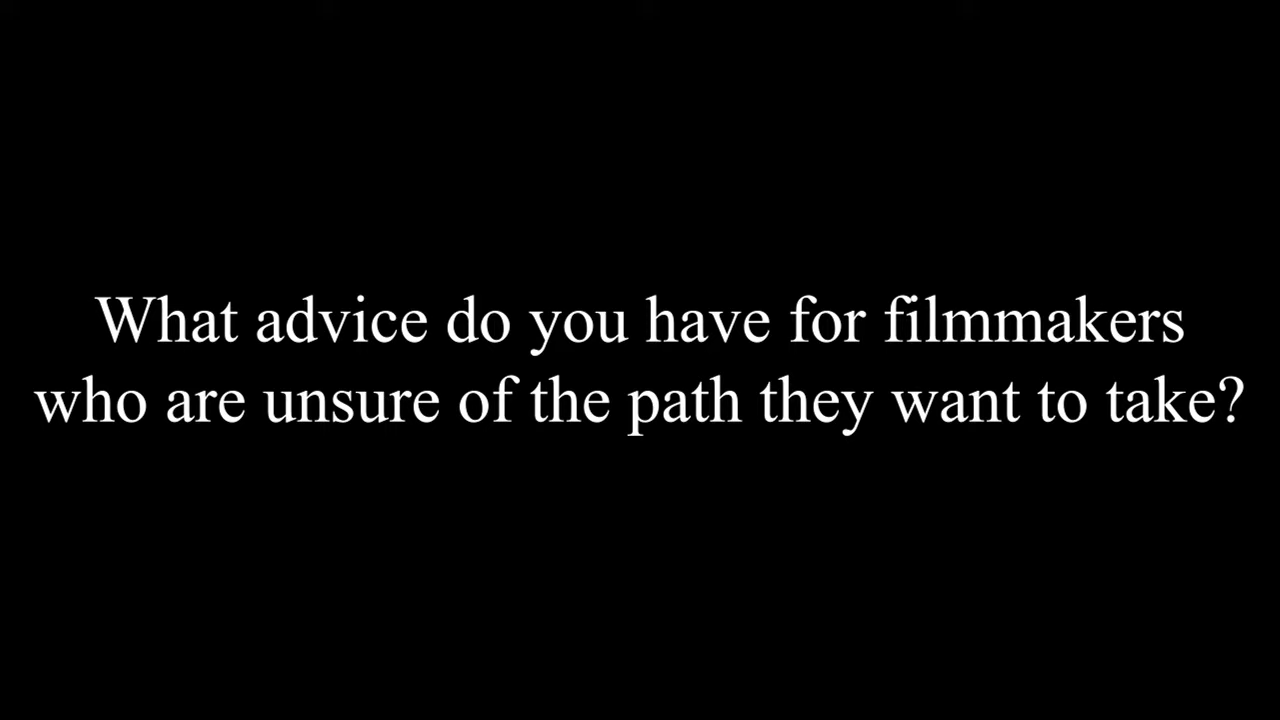 What advice do you have for filmmakers
who are unsure of the path they want to take?